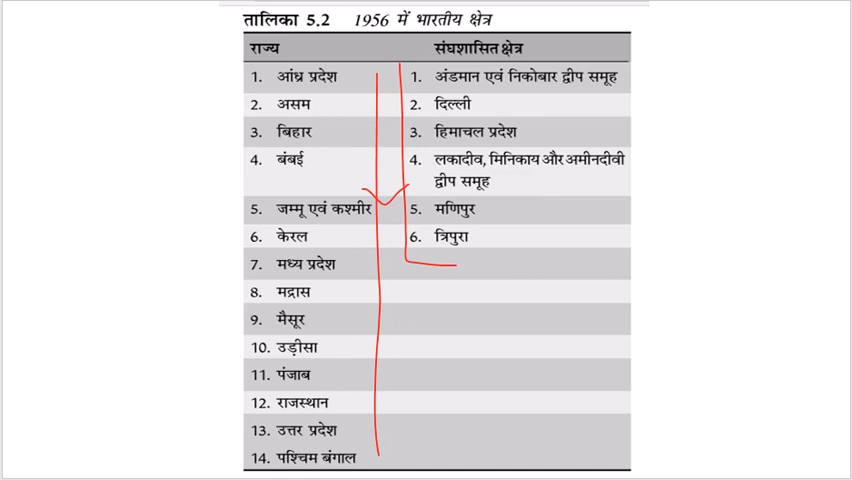 तालिका 5.2 1956 में भारतीय क्षेत्र
राज्य संघशासित क्षेत्र
1. आंध्र प्रदेश 1. अंडमान एवं निकोबार द्वीप समूह
2. असम 2. दिल्ली
3. बिहार 3. हिमाचल प्रदेश
4. बंबई 4. लकादीव, मिनिकाय और अमीनदीवी
द्वीप समूह
5. जम्मू एवं कश्मीर 5. मणिपुर
6. केरल 6. त्रिपुरा
7. मध्य प्रदेश
8. मद्रास
9. मैसूर
10. उड़ीसा
11. पंजाब
12. राजस्थान
13. उत्तर प्रदेश
14. पश्चिम बंगाल